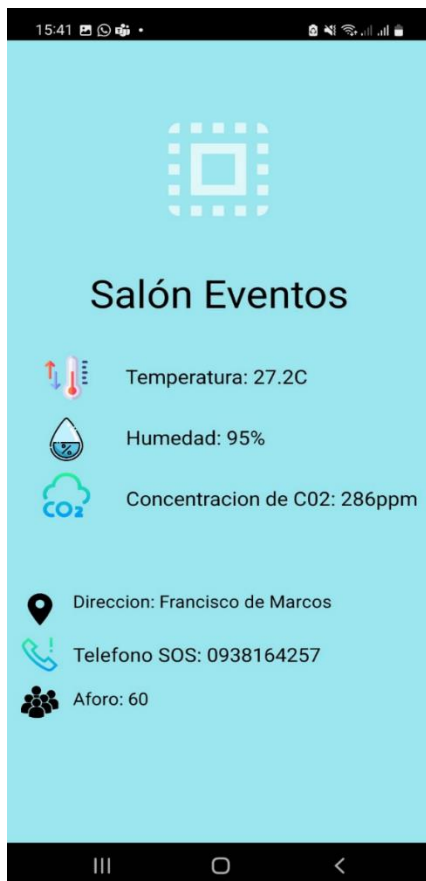 15:41
Salón Eventos
Temperatura: 27.2C
Humedad: 95%
CO₂
Concentracion de C02: 286ppm
Direccion: Francisco de Marcos
Telefono SOS: 0938164257
Aforo: 60